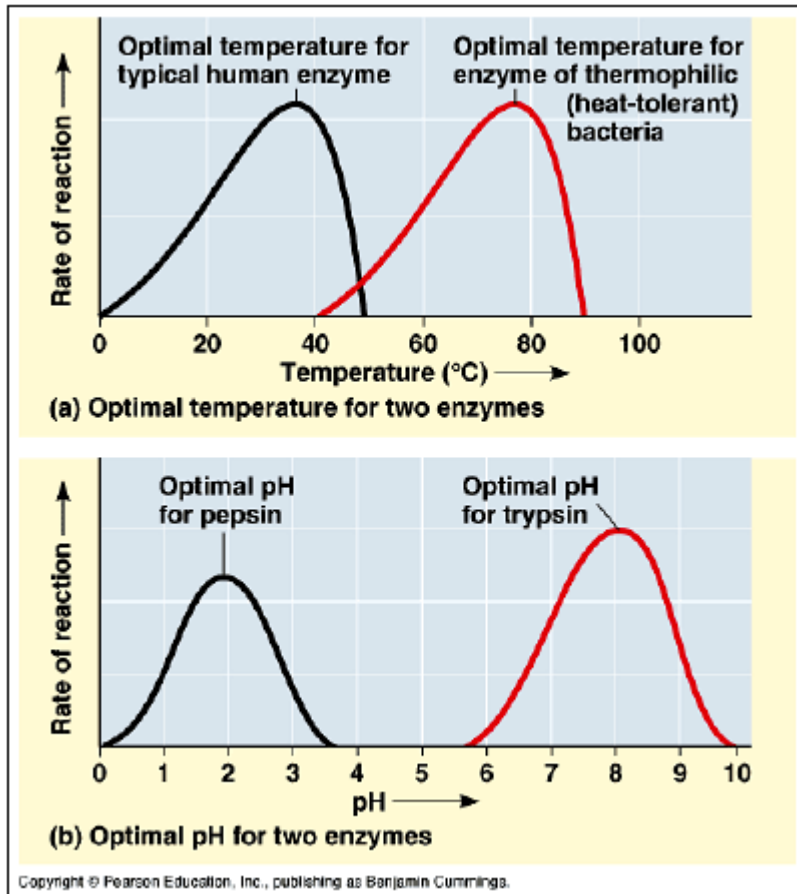 Optimal temperature for
typical human enzyme
Optimal temperature for
enzyme of thermophilic
(heat-tolerant)
bacteria
Rate of reaction
0 20 40 60 80 100
Temperature (°C)
(a) Optimal temperature for two enzymes
Optimal pH
for pepsin
Optimal pH
for trypsin
Rate of reaction
0 1 2 3 4 5 6 7 8 9 10
pH
(b) Optimal pH for two enzymes
Copyright © Pearson Education, Inc., publishing as Benjamin Cummings.